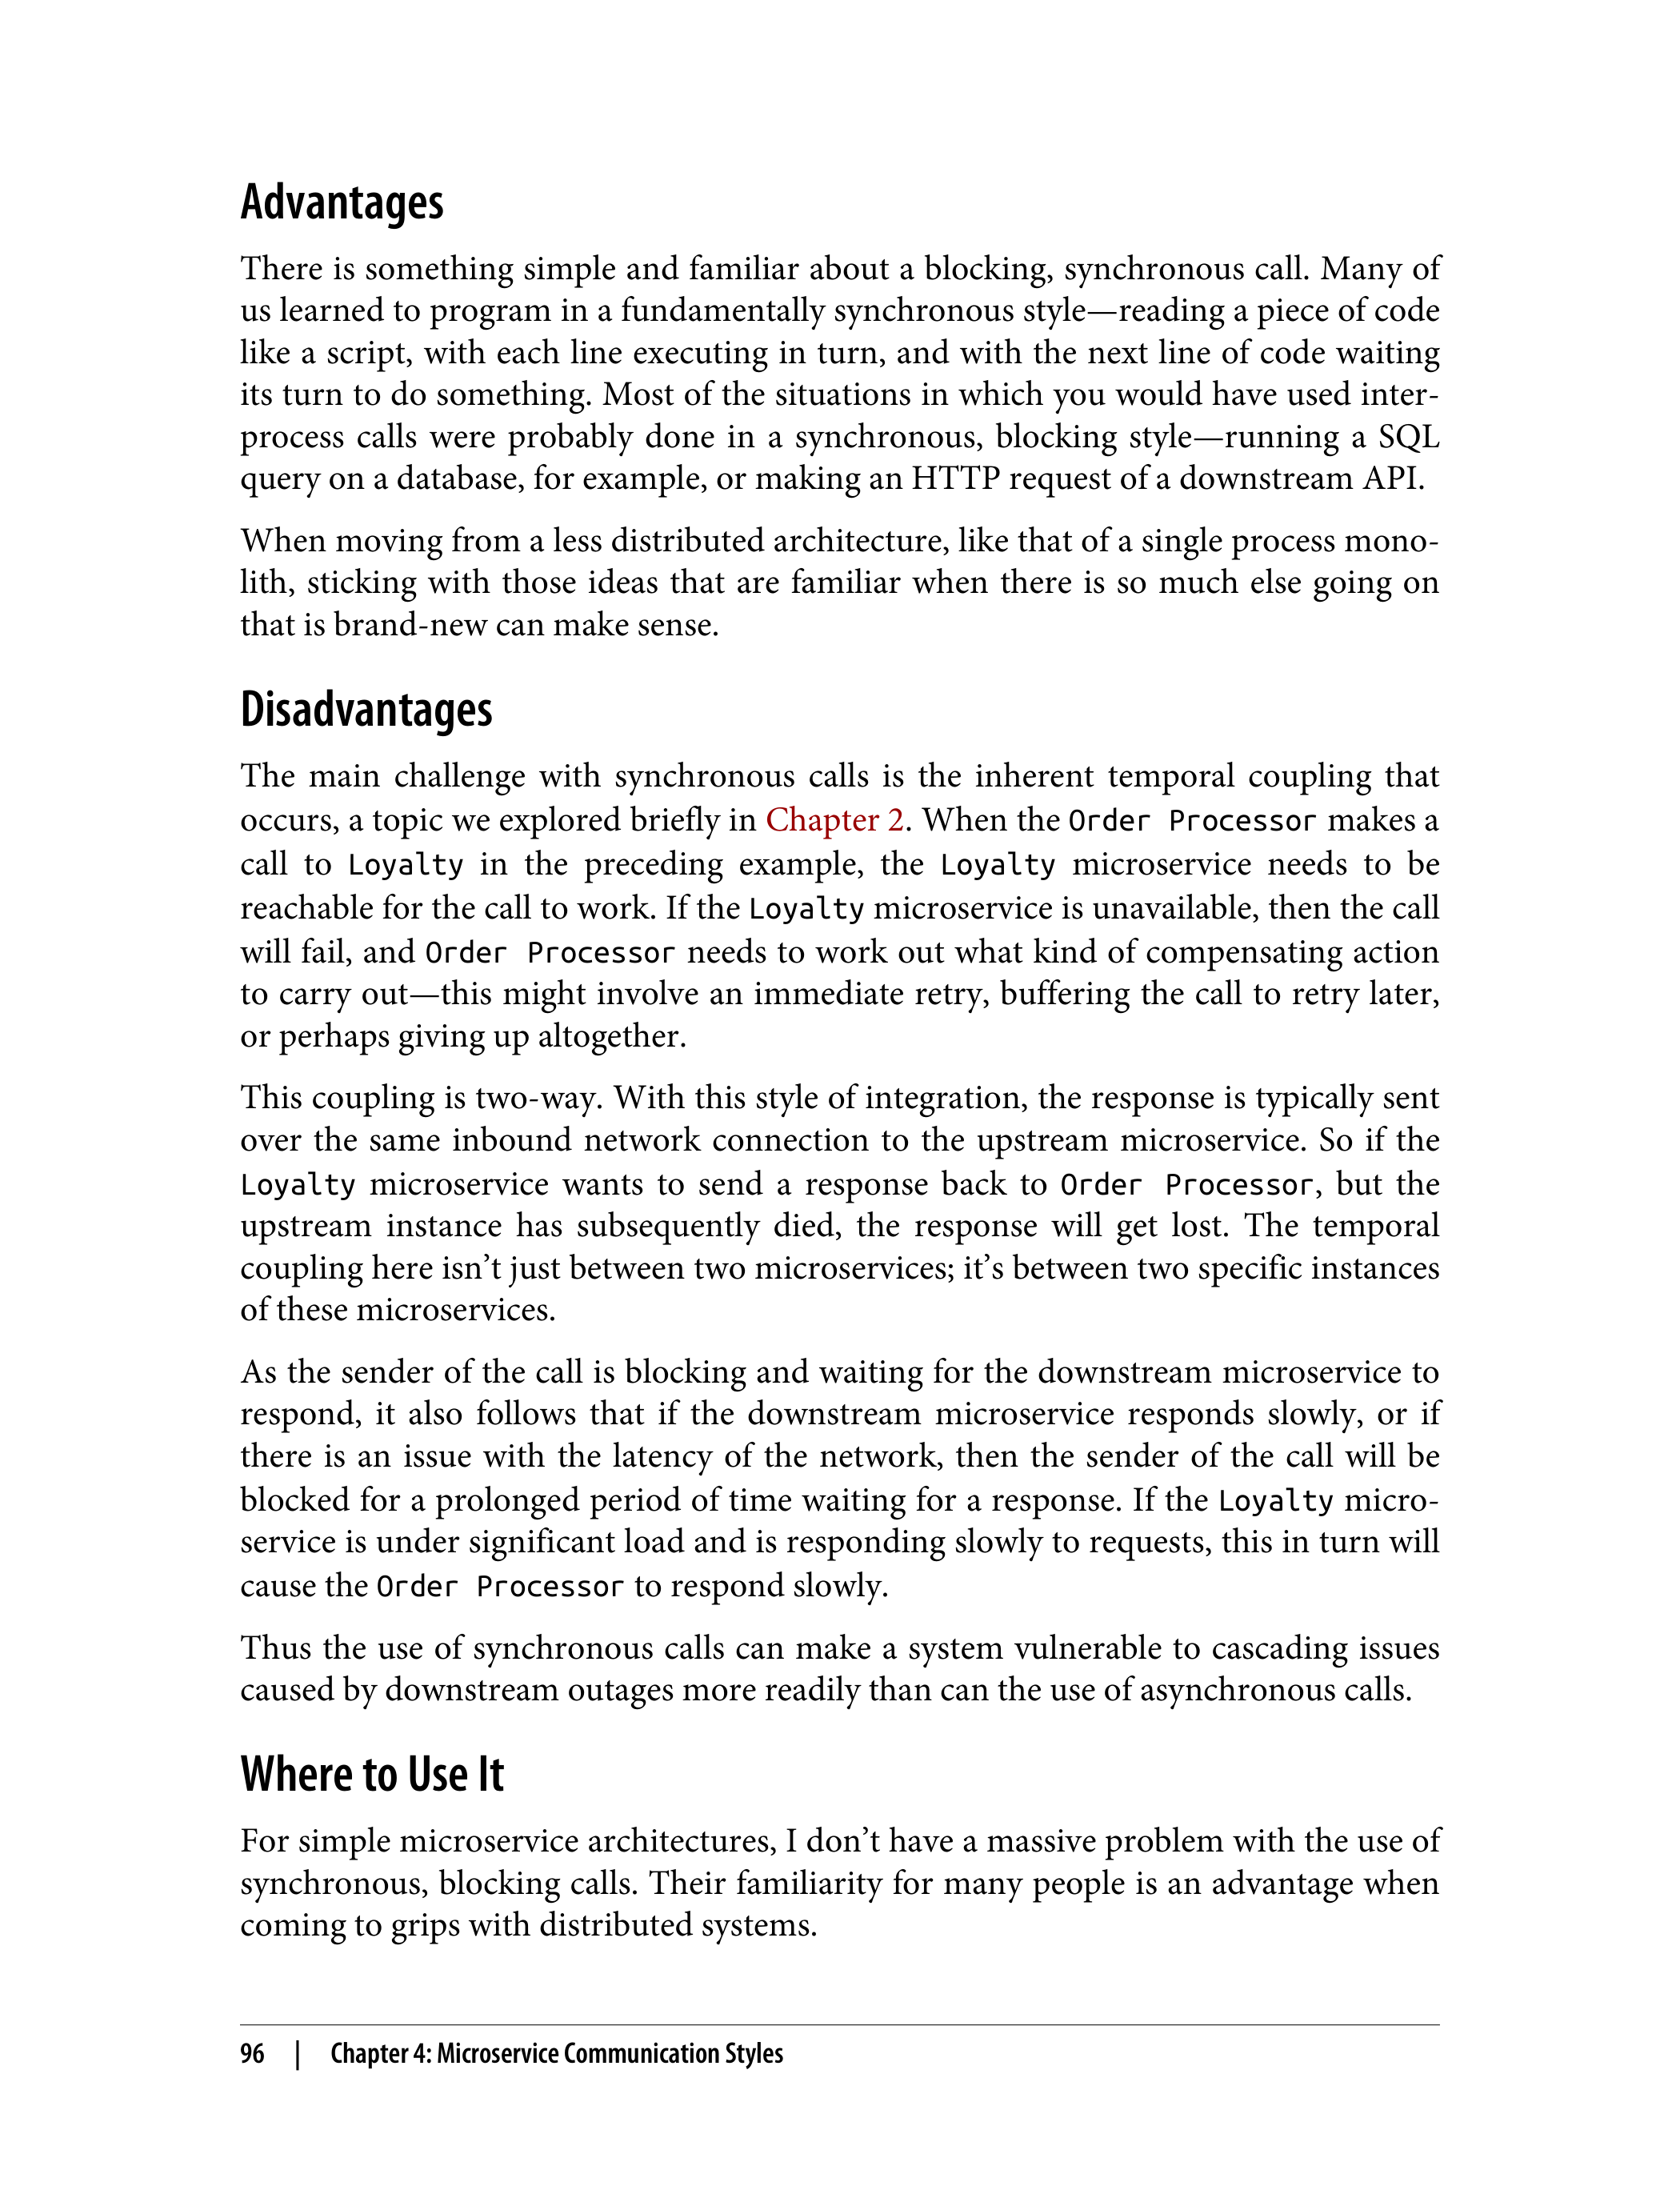 Advantages
There is something simple and familiar about a blocking, synchronous call. Many of
us learned to program in a fundamentally synchronous style—reading a piece of code
like a script, with each line executing in turn, and with the next line of code waiting
its turn to do something. Most of the situations in which you would have used inter-
process calls were probably done in a synchronous, blocking style—running a SQL
query on a database, for example, or making an HTTP request of a downstream API.
When moving from a less distributed architecture, like that of a single process mono-
lith, sticking with those ideas that are familiar when there is so much else going on
that is brand-new can make sense.
Disadvantages
The main challenge with synchronous calls is the inherent temporal coupling that
occurs, a topic we explored briefly in Chapter 2. When the Order Processor makes a
call to Loyalty in the preceding example, the Loyalty microservice needs to be
reachable for the call to work. If the Loyalty microservice is unavailable, then the call
will fail, and Order Processor needs to work out what kind of compensating action
to carry out—this might involve an immediate retry, buffering the call to retry later,
or perhaps giving up altogether.
This coupling is two-way. With this style of integration, the response is typically sent
over the same inbound network connection to the upstream microservice. So if the
Loyalty microservice wants to send a response back to Order Processor, but the
upstream instance has subsequently died, the response will get lost. The temporal
coupling here isn’t just between two microservices; it’s between two specific instances
of these microservices.
As the sender of the call is blocking and waiting for the downstream microservice to
respond, it also follows that if the downstream microservice responds slowly, or if
there is an issue with the latency of the network, then the sender of the call will be
blocked for a prolonged period of time waiting for a response. If the Loyalty micro-
service is under significant load and is responding slowly to requests, this in turn will
cause the Order Processor to respond slowly.
Thus the use of synchronous calls can make a system vulnerable to cascading issues
caused by downstream outages more readily than can the use of asynchronous calls.
Where to Use It
For simple microservice architectures, I don’t have a massive problem with the use of
synchronous, blocking calls. Their familiarity for many people is an advantage when
coming to grips with distributed systems.
96 | Chapter 4: Microservice Communication Styles